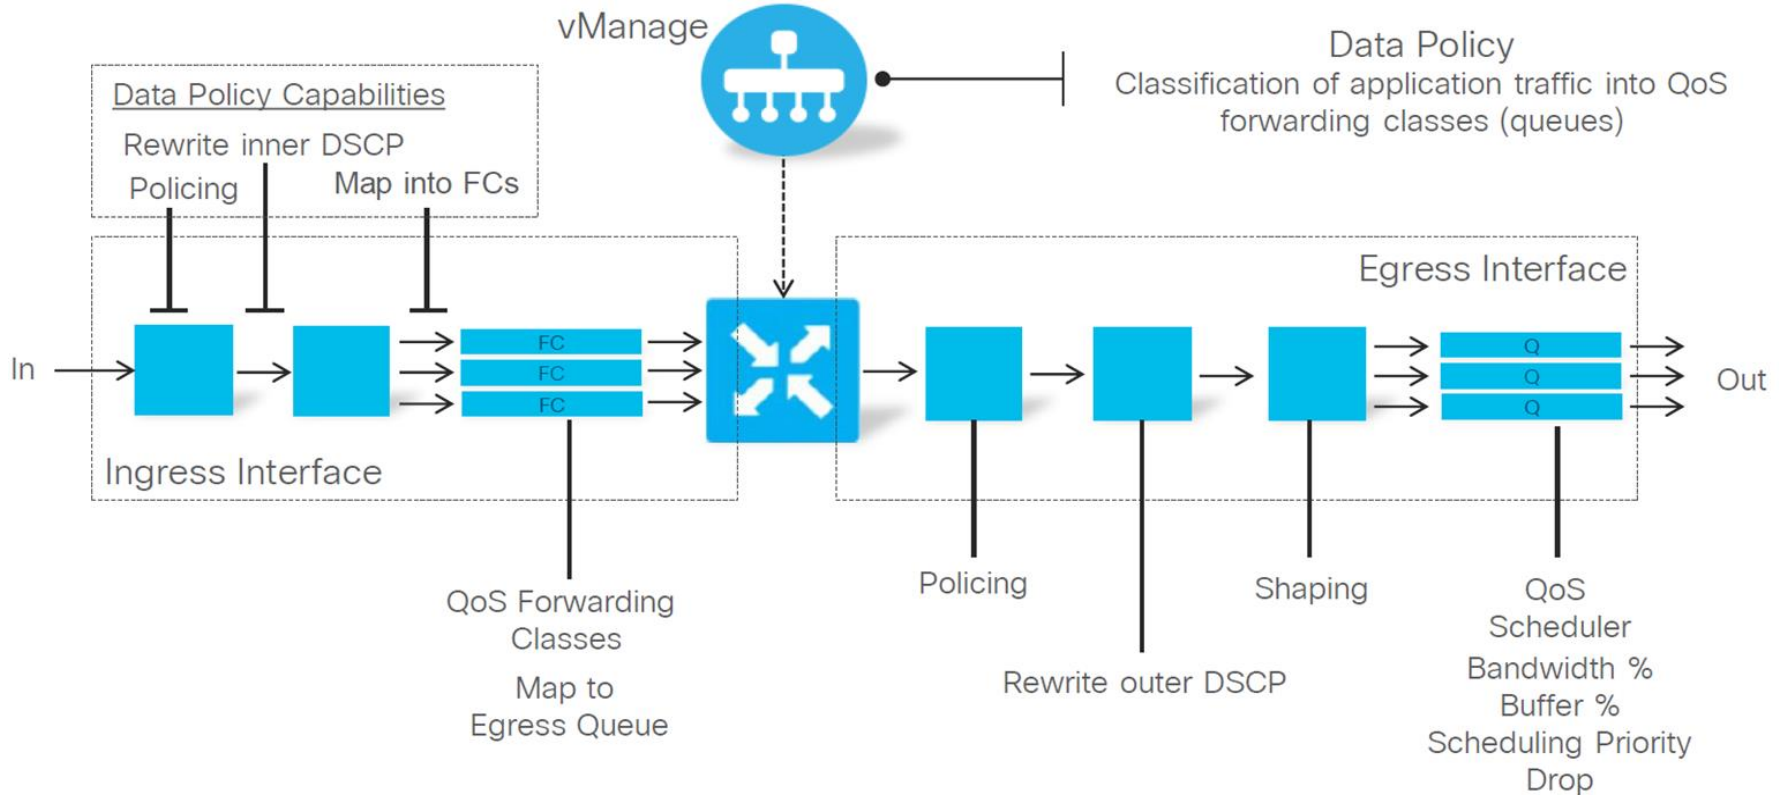 vManage
Data Policy
Classification of application traffic into QoS
forwarding classes (queues)
Data Policy Capabilities
Rewrite inner DSCP
Policing
Map into FCs
Egress Interface
In
FC
FC
FC
Q
Q
Q
Out
Ingress Interface
QoS Forwarding
Classes
Map to
Egress Queue
Policing
Rewrite outer DSCP
Shaping
QoS
Scheduler
Bandwidth %
Buffer %
Scheduling Priority
Drop